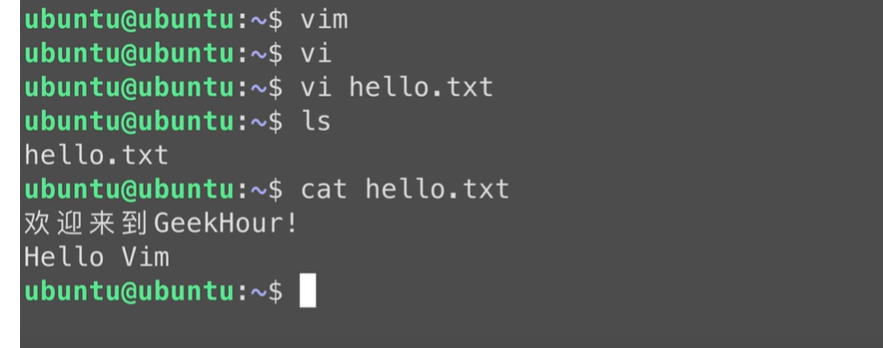 ubuntu@ubuntu:~$ vim
ubuntu@ubuntu:~$ vi
ubuntu@ubuntu:~$ vi hello.txt
ubuntu@ubuntu:~$ ls
hello.txt
ubuntu@ubuntu:~$ cat hello.txt
欢迎来到GeekHour!
Hello Vim
ubuntu@ubuntu:~$